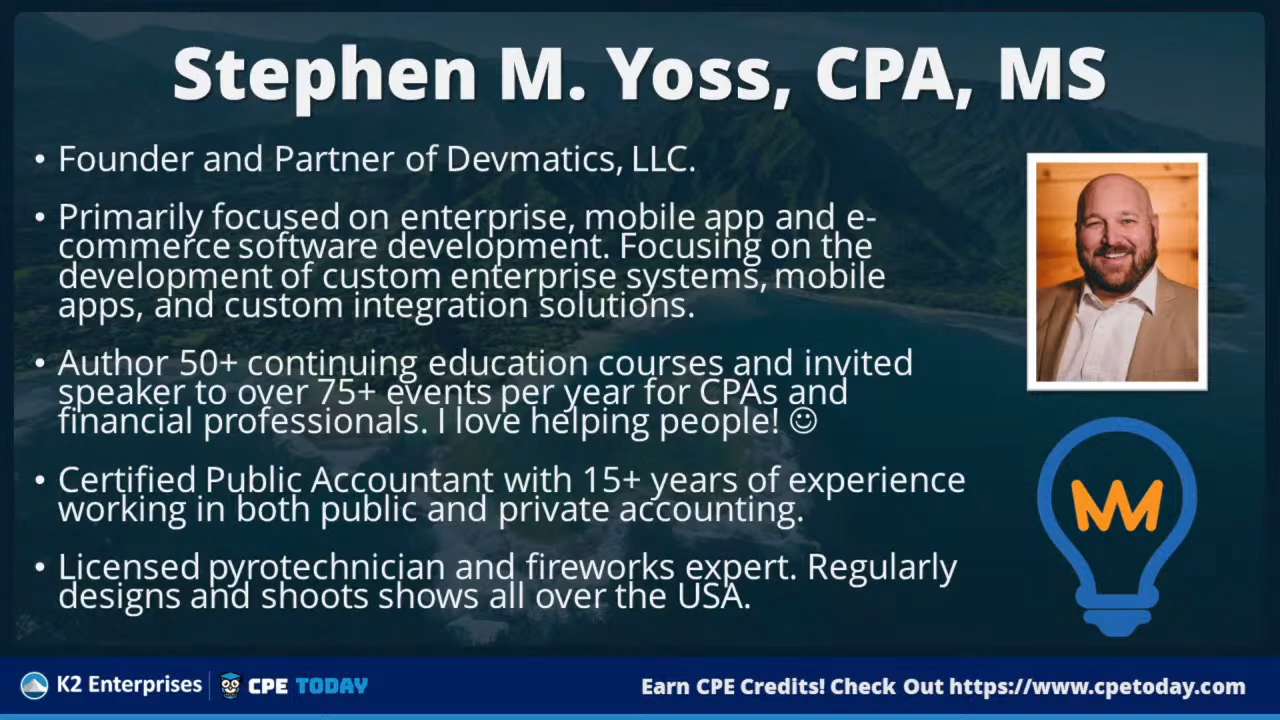 Stephen M. Yoss, CPA, MS
• Founder and Partner of Devmatics, LLC.
• Primarily focused on enterprise, mobile app and e-
commerce software development. Focusing on the
development of custom enterprise systems, mobile
apps, and custom integration solutions.
• Author 50+ continuing education courses and invited
speaker to over 75+ events per year for CPAs and
financial professionals. I love helping people! ☺
• Certified Public Accountant with 15+ years of experience
working in both public and private accounting.
• Licensed pyrotechnician and fireworks expert. Regularly
designs and shoots shows all over the USA.
K2 Enterprises | CPE TODAY
Earn CPE Credits! Check Out https://www.cpetoday.com